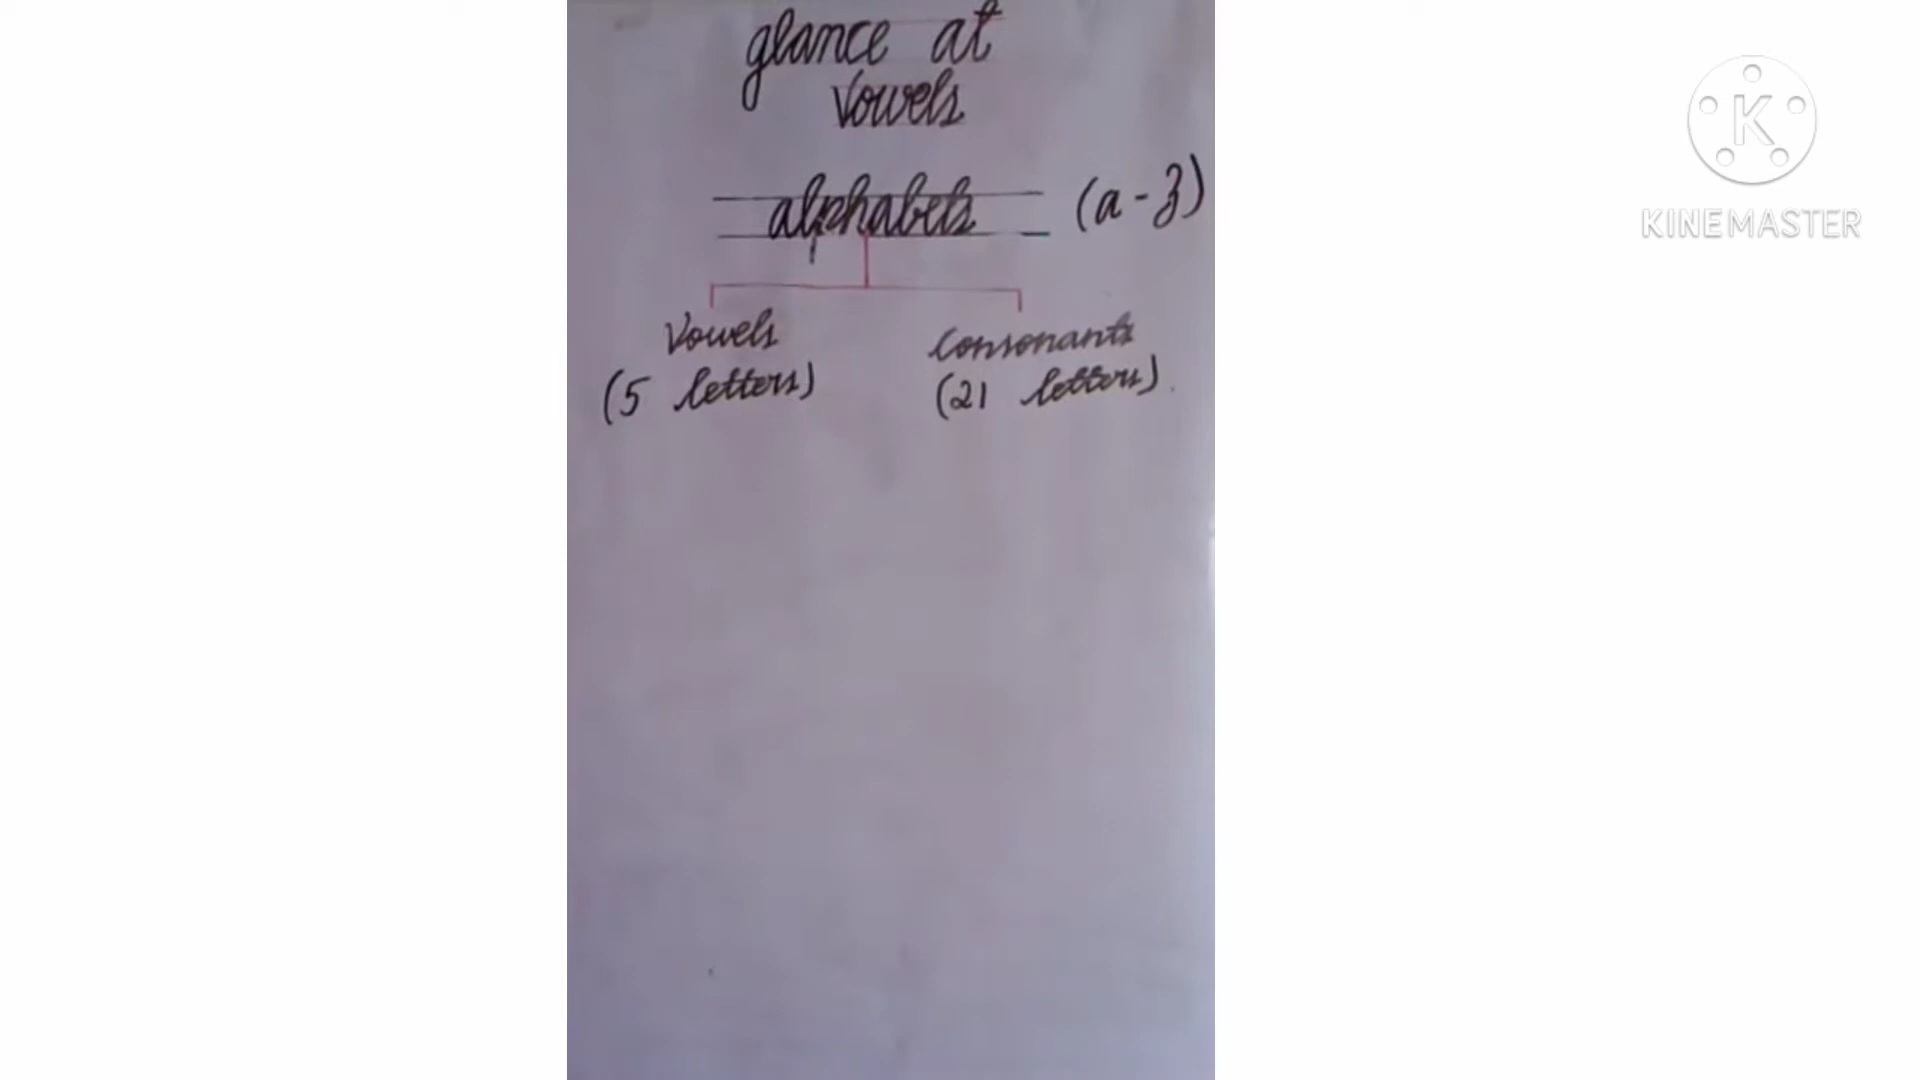 glance at
Vowels
alphabets (a-z)
Vowels
(5 letters)
Consonants
(21 letters).
KINEMASTER